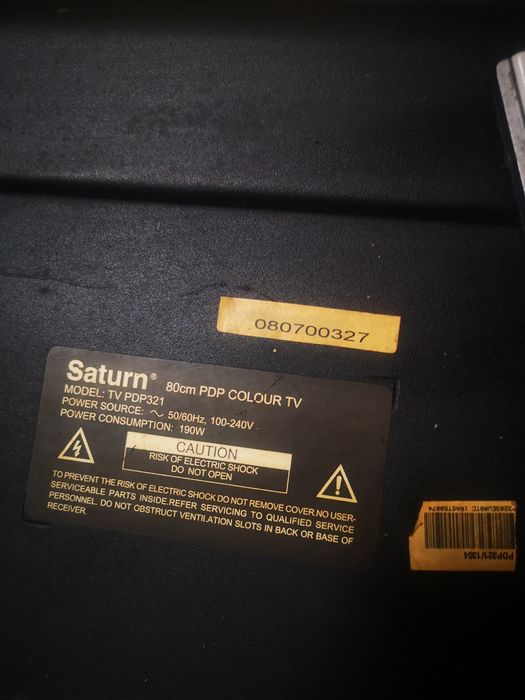 080700327
Saturn® 80cm PDP COLOUR TV
MODEL: TV PDP321
POWER SOURCE: ～ 50/60Hz, 100-240V
POWER CONSUMPTION: 190W
CAUTION
RISK OF ELECTRIC SHOCK
DO NOT OPEN
TO PREVENT THE RISK OF ELECTRIC SHOCK DO NOT REMOVE COVER.NO USER-
SERVICEABLE PARTS INSIDE.REFER SERVICING TO QUALIFIED SERVICE
PERSONNEL. DO NOT OBSTRUCT VENTILATION SLOTS IN BACK OR BASE OF
RECEIVER.
PDP321/1304